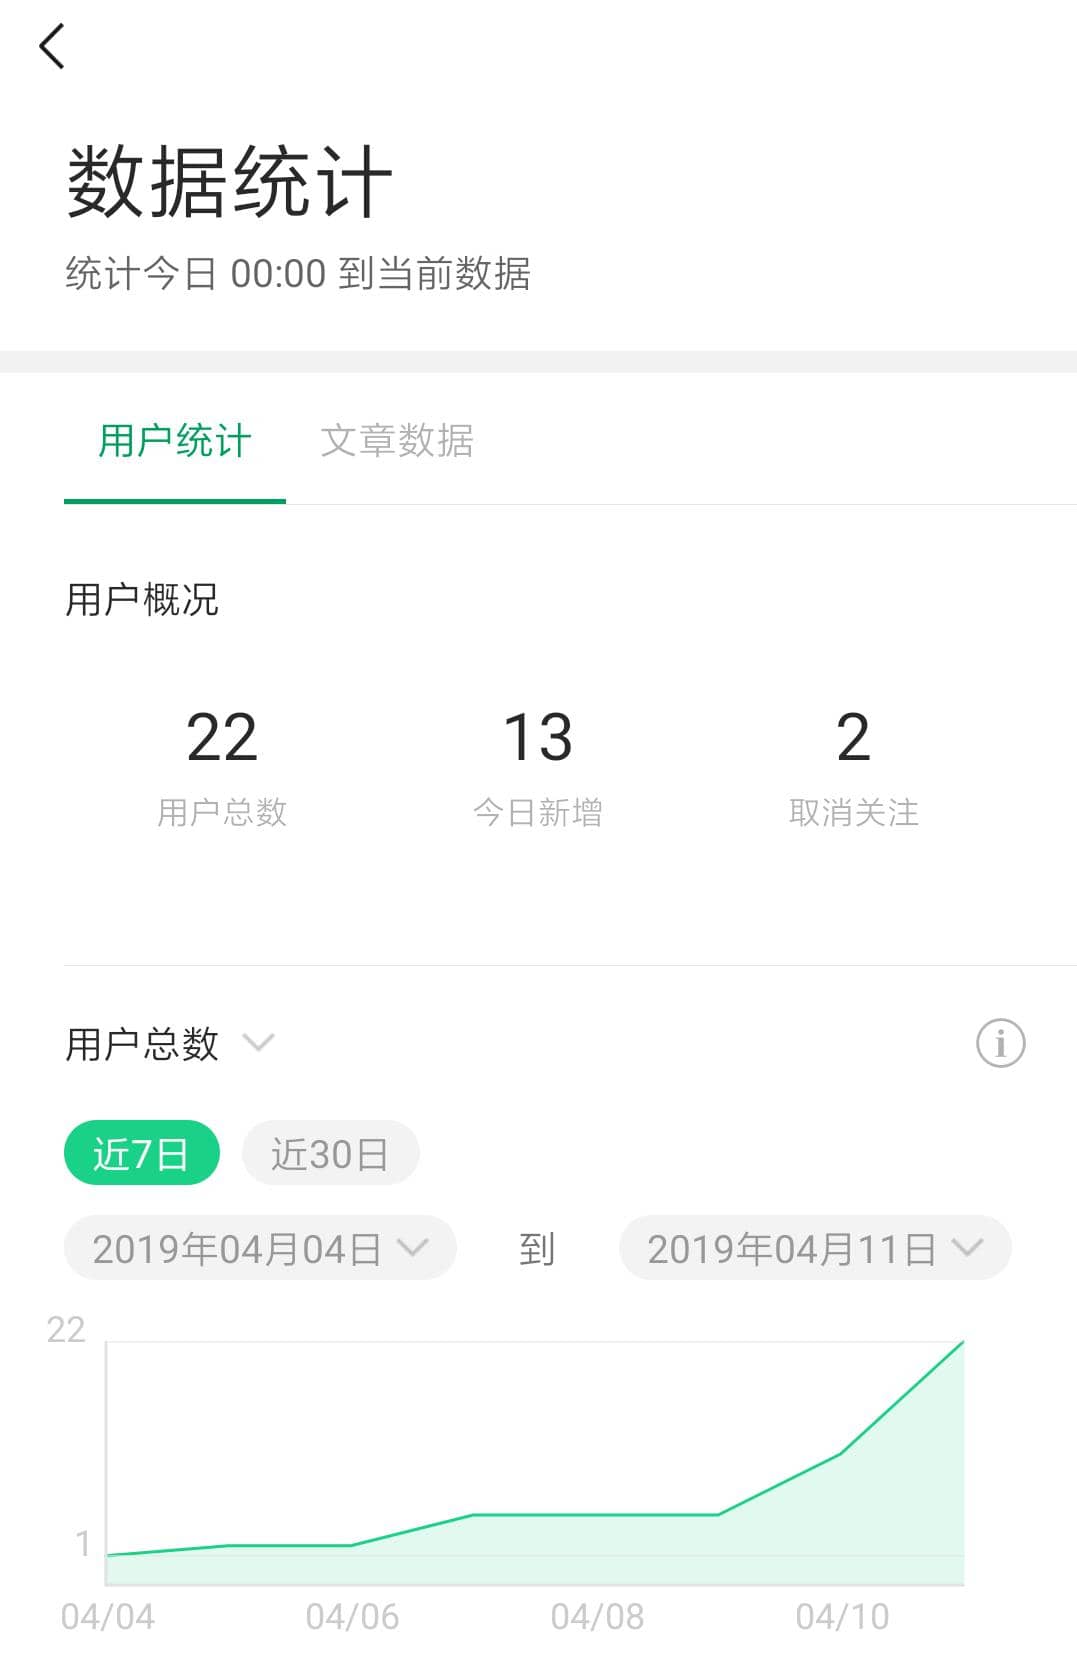 数据统计
统计今日 00:00 到当前数据
用户统计 文章数据
用户概况
22 13 2
用户总数 今日新增 取消关注
用户总数
近7日 近30日
2019年04月04日 到 2019年04月11日
22
1
04/04 04/06 04/08 04/10